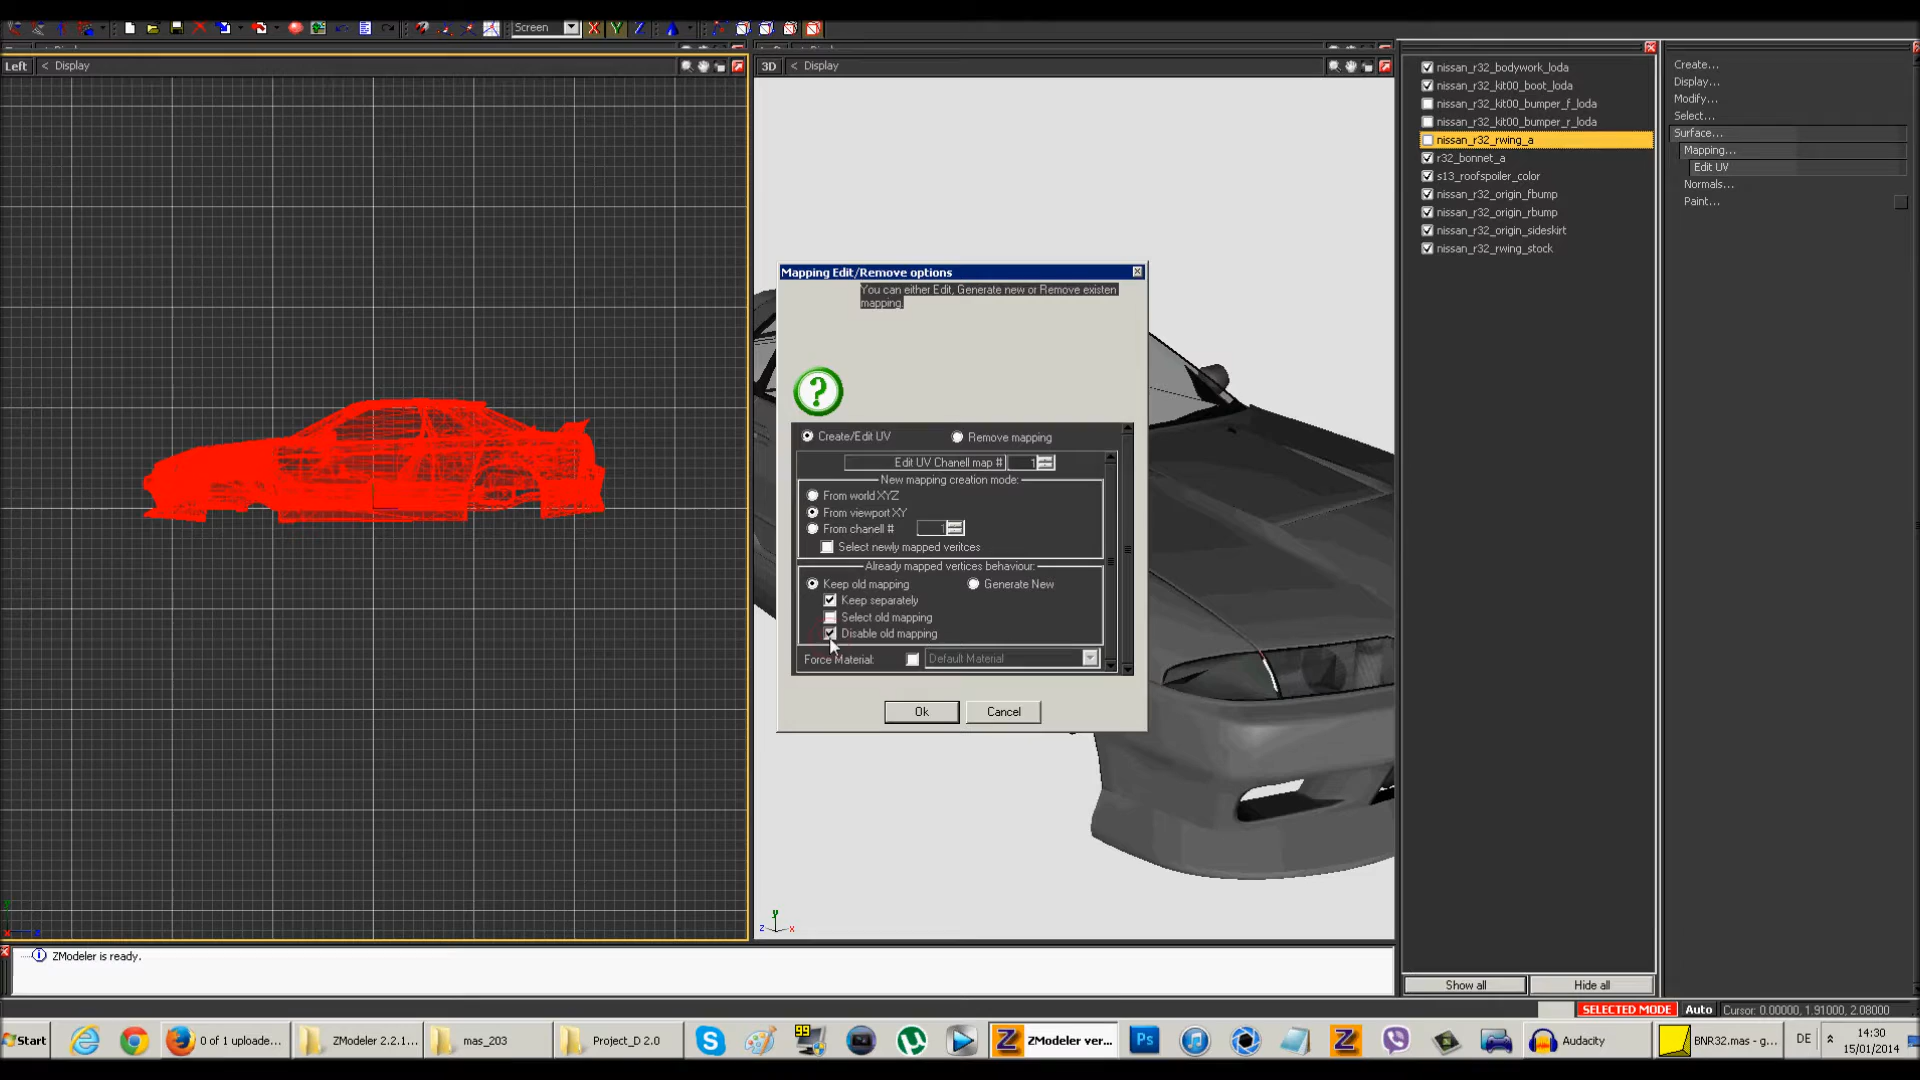 Screen
X Y Z
Left < Display
3D < Display
nissan_r32_bodywork_loda
nissan_r32_kit00_boot_loda
nissan_r32_kit00_bumper_f_loda
nissan_r32_kit00_bumper_r_loda
nissan_r32_rwing_a
r32_bonnet_a
s13_roofspoiler_color
nissan_r32_origin_fbump
nissan_r32_origin_rbump
nissan_r32_origin_sideskirt
nissan_r32_rwing_stock
Show all
Hide all
Create...
Display...
Modify...
Select...
Surface...
Mapping...
Edit UV
Normals...
Paint...
Mapping Edit/Remove options
You can either Edit, Generate new or Remove existen
mapping.
?
Create/Edit UV
Remove mapping
Edit UV Chanell map # 1
New mapping creation mode:
From world XYZ
From viewport XY
From chanell # 1
Select newly mapped veritces
Already mapped vertices behaviour:
Keep old mapping
Generate New
Keep separately
Select old mapping
Disable old mapping
Force Material:
Default Material
Ok
Cancel
y
z x
ZModeler is ready.
SELECTED MODE Auto Cursor: 0.00000, 1.91000, 2.08000
Start
0 of 1 uploade...
ZModeler 2.2.1...
mas_203
Project_D 2.0
99
ZModeler ver...
Ps
Audacity
BNR32.mas - g...
DE
14:30
15/01/2014